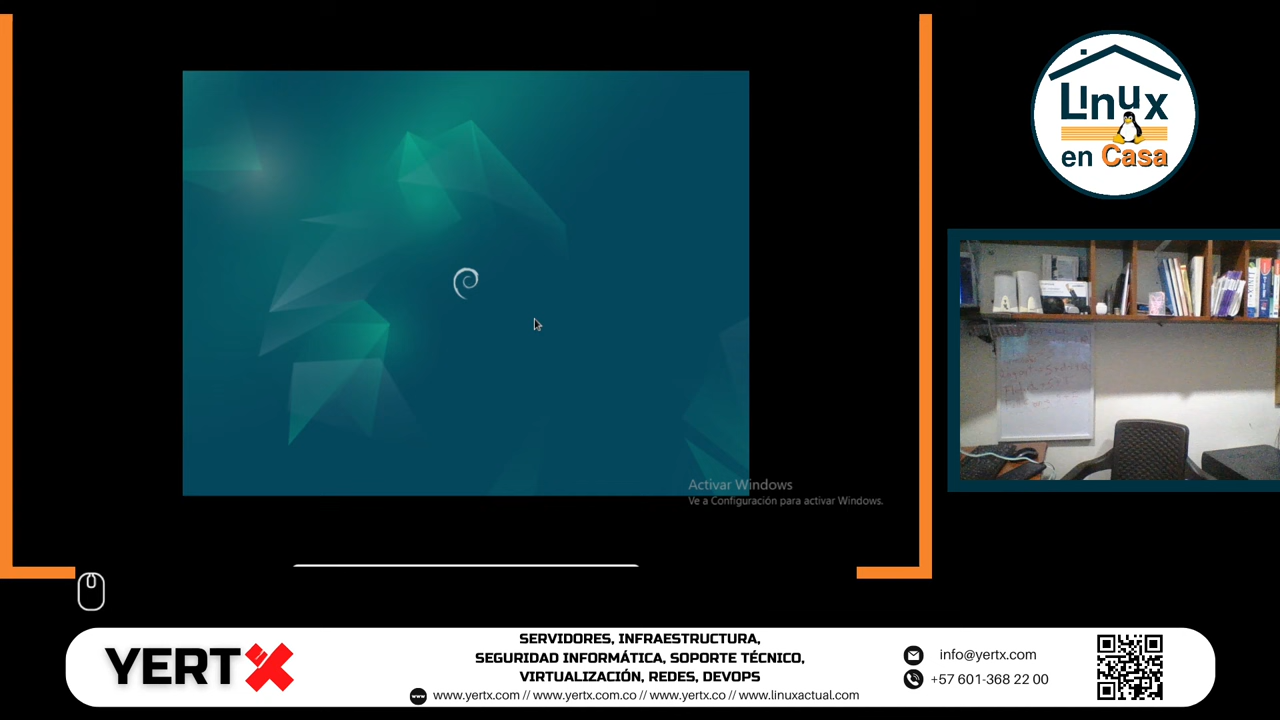 Linux
en Casa
Activar Windows
Ve a Configuración para activar Windows.
YERTX
SERVIDORES, INFRAESTRUCTURA,
SEGURIDAD INFORMÁTICA, SOPORTE TÉCNICO,
VIRTUALIZACIÓN, REDES, DEVOPS
www.yertx.com // www.yertx.com.co // www.yertx.co // www.linuxactual.com
info@yertx.com
+57 601-368 22 00